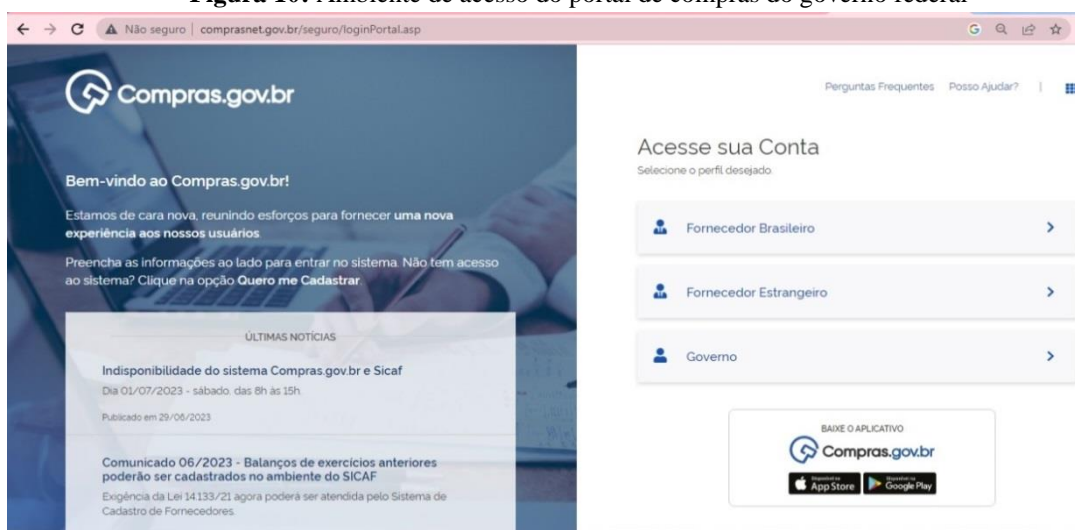 Figura 10: Ambiente de acesso do portal de compras do governo federal
Não seguro | comprasnet.gov.br/seguro/loginPortal.asp
Compras.gov.br
Bem-vindo ao Compras.gov.br!
Estamos de cara nova, reunindo esforços para fornecer uma nova
experiência aos nossos usuários.
Preencha as informações ao lado para entrar no sistema. Não tem acesso
ao sistema? Clique na opção Quero me Cadastrar.
ÚLTIMAS NOTÍCIAS
Indisponibilidade do sistema Compras.gov.br e Sicaf
Dia 01/07/2023 - sábado, das 8h às 15h.
Publicado em 29/06/2023
Comunicado 06/2023 - Balanços de exercícios anteriores
poderão ser cadastrados no ambiente do SICAF
Exigência da Lei 14.133/21 agora poderá ser atendida pelo Sistema de
Cadastro de Fornecedores.
Perguntas Frequentes Posso Ajudar? |
Acesse sua Conta
Selecione o perfil desejado.
Fornecedor Brasileiro
Fornecedor Estrangeiro
Governo
BAIXE O APLICATIVO
Compras.gov.br
Disponível na App Store Disponível no Google Play